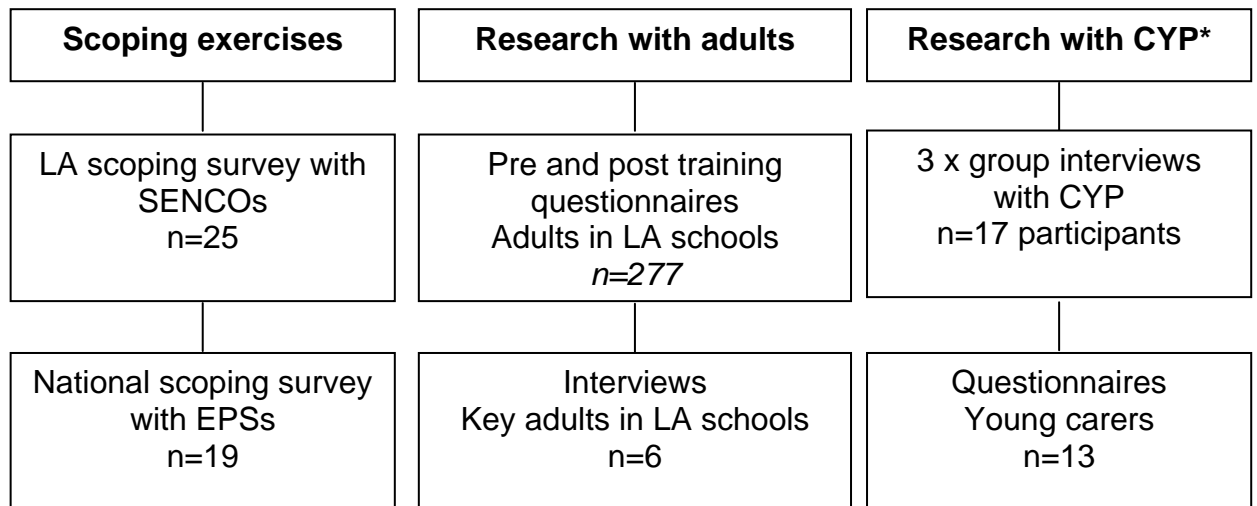 Scoping exercises
LA scoping survey with
SENCOs
n=25
National scoping survey
with EPSs
n=19
Research with adults
Pre and post training
questionnaires
Adults in LA schools
n=277
Interviews
Key adults in LA schools
n=6
Research with CYP*
3 x group interviews
with CYP
n=17 participants
Questionnaires
Young carers
n=13